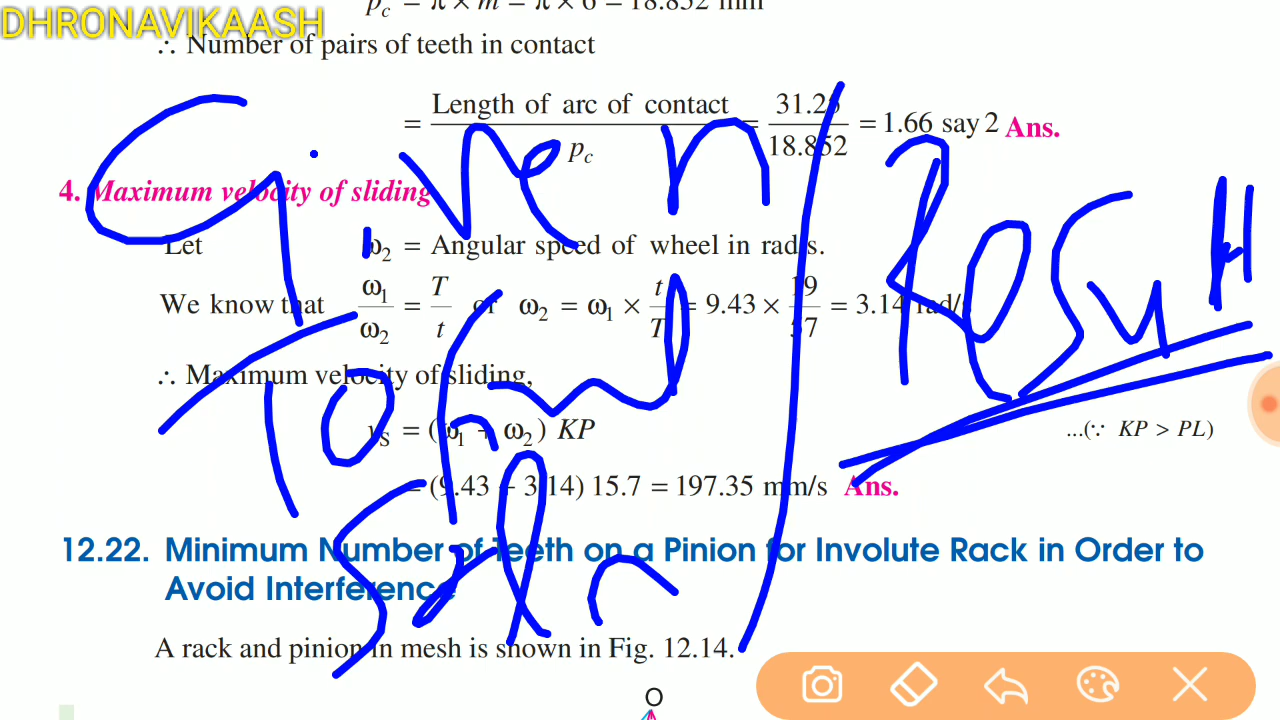 DHRONAVIKAASH
pc = π × m = π × 6 = 18.852 mm
∴ Number of pairs of teeth in contact
= Length of arc of contact / pc = 31.25 / 18.852 = 1.66 say 2 Ans.
4. Maximum velocity of sliding
Let ω2 = Angular speed of wheel in rad/s.
We know that ω1/ω2 = T/t or ω2 = ω1 × t/T = 9.43 × 19/57 = 3.14 rad/s
∴ Maximum velocity of sliding,
vS = (ω1 + ω2) KP ...(∵ KP > PL)
= (9.43 + 3.14) 15.7 = 197.35 mm/s Ans.
12.22. Minimum Number of Teeth on a Pinion for Involute Rack in Order to
Avoid Interference
A rack and pinion in mesh is shown in Fig. 12.14.
O
Given
To find
Soln
Result